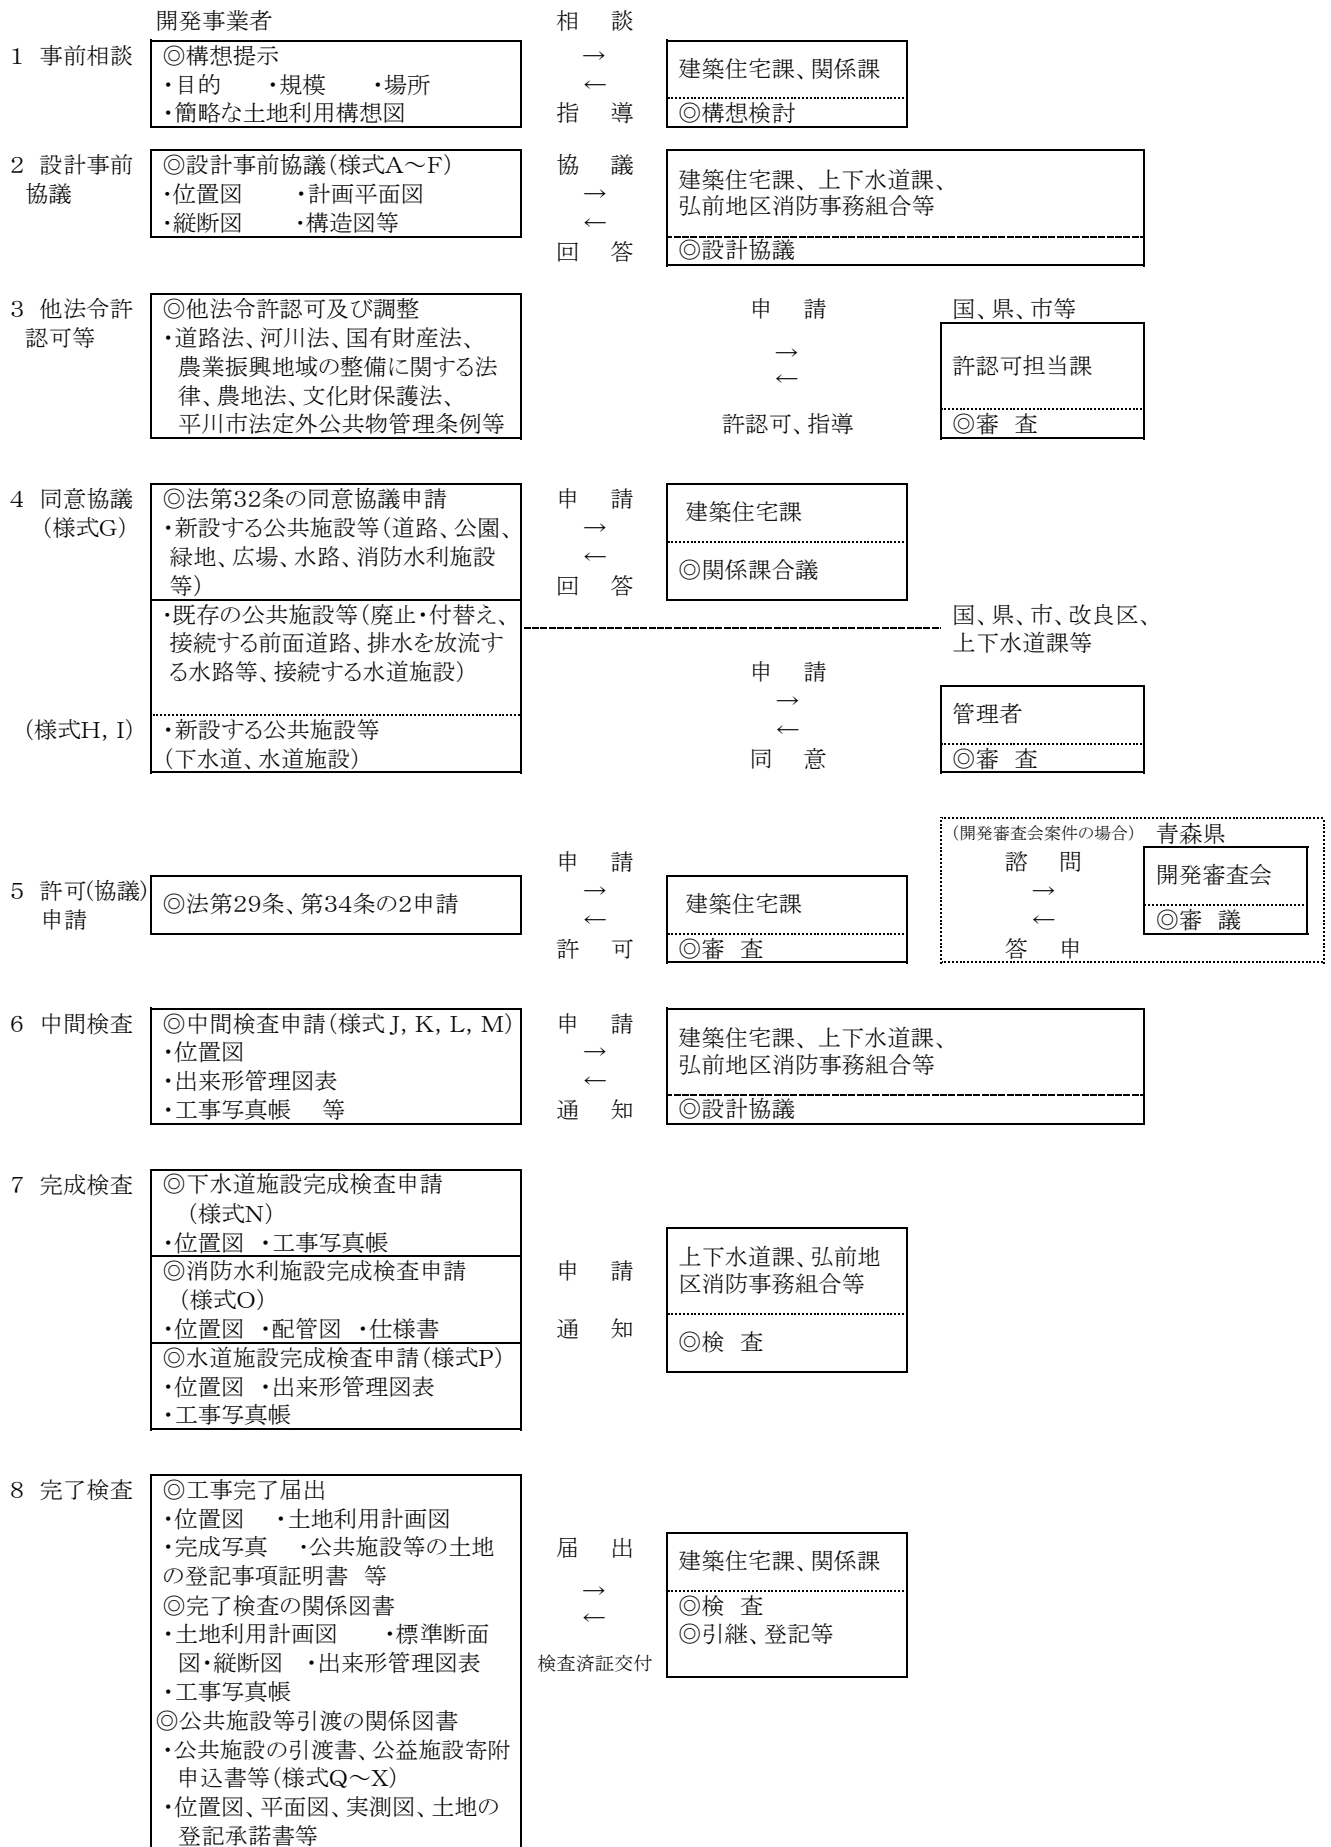 開発事業者
相　談
1 事前相談
◎構想提示
・目的　・規模　・場所
・簡略な土地利用構想図
→
←
指　導
建築住宅課、関係課
◎構想検討
2 設計事前
協議
◎設計事前協議(様式A～F)
・位置図　・計画平面図
・縦断図　・構造図等
協　議
→
←
回　答
建築住宅課、上下水道課、
弘前地区消防事務組合等
◎設計協議
3 他法令許
認可等
◎他法令許認可及び調整
・道路法、河川法、国有財産法、
農業振興地域の整備に関する法
律、農地法、文化財保護法、
平川市法定外公共物管理条例等
申　請
→
←
許認可、指導
国、県、市等
許認可担当課
◎審 査
4 同意協議
(様式G)
◎法第32条の同意協議申請
・新設する公共施設等(道路、公園、
緑地、広場、水路、消防水利施設
等)
申　請
→
←
回　答
建築住宅課
◎関係課合議
・既存の公共施設等(廃止・付替え、
接続する前面道路、排水を放流す
る水路等、接続する水道施設)
国、県、市、改良区、
上下水道課等
(様式H, I)
・新設する公共施設等
(下水道、水道施設)
申　請
→
←
同　意
管理者
◎審 査
5 許可(協議)
申請
◎法第29条、第34条の2申請
申　請
→
←
許　可
建築住宅課
◎審 査
(開発審査会案件の場合)
青森県
諮　問
→
←
答　申
開発審査会
◎審 議
6 中間検査
◎中間検査申請(様式 J, K, L, M)
・位置図
・出来形管理図表
・工事写真帳　等
申　請
→
←
通　知
建築住宅課、上下水道課、
弘前地区消防事務組合等
◎設計協議
7 完成検査
◎下水道施設完成検査申請
(様式N)
・位置図 ・工事写真帳
◎消防水利施設完成検査申請
(様式O)
・位置図 ・配管図 ・仕様書
◎水道施設完成検査申請(様式P)
・位置図 ・出来形管理図表
・工事写真帳
申　請
通　知
上下水道課、弘前地
区消防事務組合等
◎検 査
8 完了検査
◎工事完了届出
・位置図　・土地利用計画図
・完成写真　・公共施設等の土地
の登記事項証明書 等
◎完了検査の関係図書
・土地利用計画図　・標準断面
図・縦断図　・出来形管理図表
・工事写真帳
◎公共施設等引渡の関係図書
・公共施設の引渡書、公益施設寄附
申込書等(様式Q～X)
・位置図、平面図、実測図、土地の
登記承諾書等
届　出
→
←
検査済証交付
建築住宅課、関係課
◎検 査
◎引継、登記等